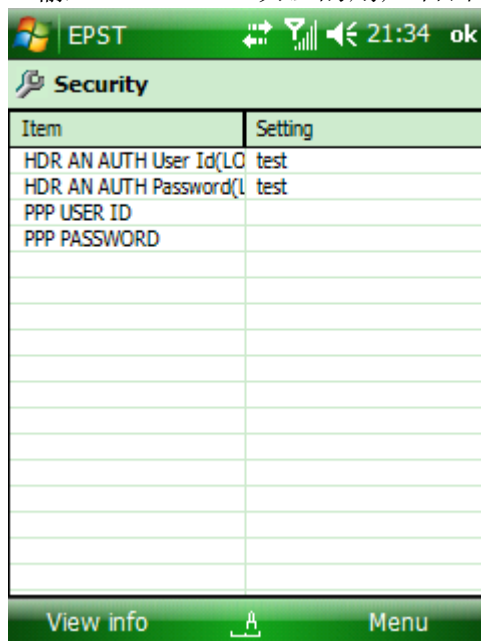 EPST 21:34 ok
Security
Item Setting
HDR AN AUTH User Id(LO test
HDR AN AUTH Password(L test
PPP USER ID
PPP PASSWORD
View info A Menu